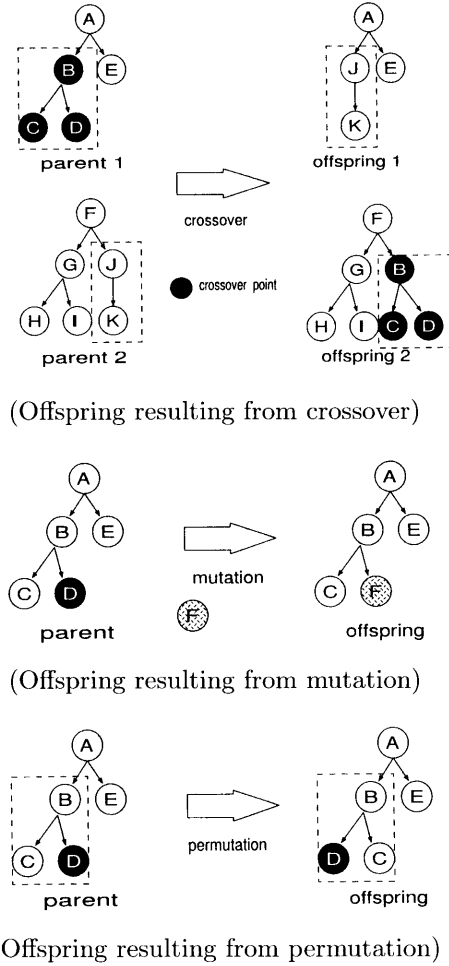 A
B E
C D
parent 1
A
J E
K
offspring 1
crossover
F
G J
H I K
parent 2
crossover point
F
G B
H I C D
offspring 2
(Offspring resulting from crossover)
A
B E
C D
parent
mutation
F
A
B E
C F
offspring
(Offspring resulting from mutation)
A
B E
C D
parent
permutation
A
B E
D C
offspring
Offspring resulting from permutation)